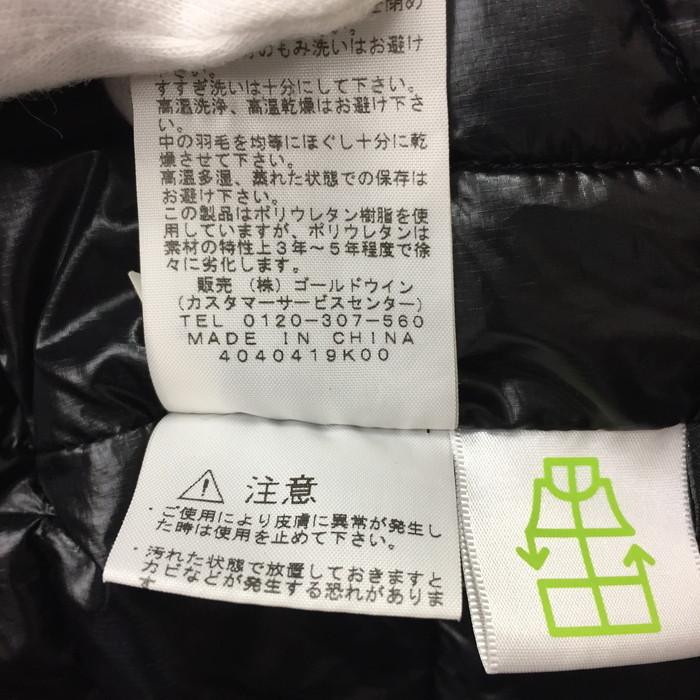 閉め
もみ洗いはお避け
下さい。
すすぎ洗いは十分にして下さい。
高温洗浄、高温乾燥はお避け下さ
い。
中の羽毛を均等にほぐし十分に乾
燥させて下さい。
高温多湿、蒸れた状態での保存は
お避け下さい。
この製品はポリウレタン樹脂を使
用していますが、ポリウレタンは
素材の特性上3年～5年程度で徐
々に劣化します。
販売 (株)ゴールドウイン
(カスタマーサービスセンター)
TEL 0120-307-560
MADE IN CHINA
4040419K00
注意
・ご使用により皮膚に異常が発生し
た時は使用を止めて下さい。
・汚れた状態で放置しておきますと
カビなどが発生する恐れがありま
す